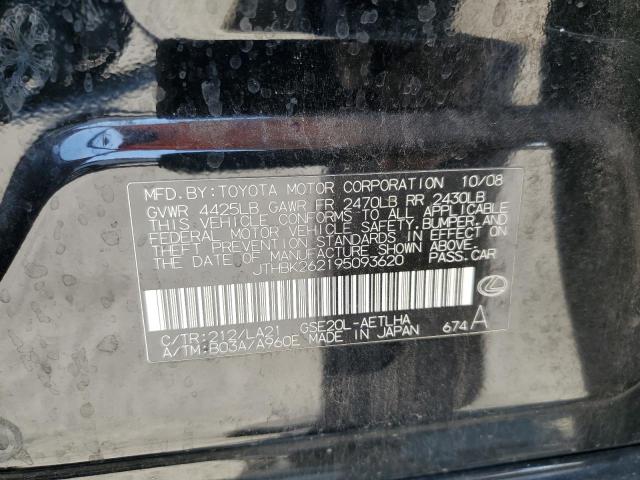 MFD. BY: TOYOTA MOTOR CORPORATION 10/08
GVWR 4425LB GAWR FR 2470LB RR 2430LB
THIS VEHICLE CONFORMS TO ALL APPLICABLE
FEDERAL MOTOR VEHICLE SAFETY, BUMPER, AND
THEFT PREVENTION STANDARDS IN EFFECT ON
THE DATE OF MANUFACTURE SHOWN ABOVE.
JTHBK262195093620 PASS. CAR
C/TR: 212/LA21 GSE20L-AETLHA
A/TM: B03A/A960E MADE IN JAPAN 674 A